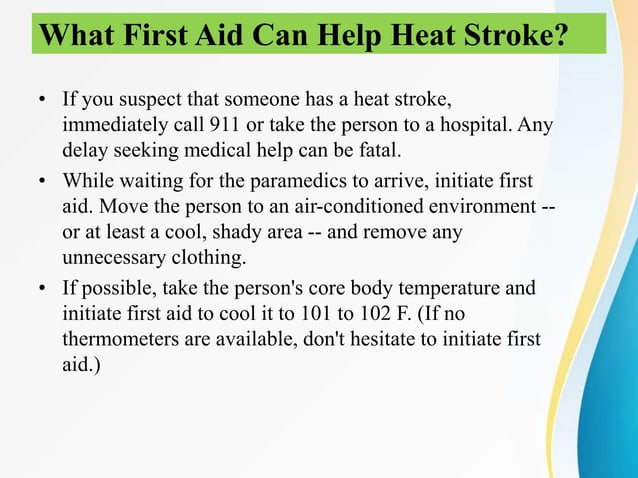 What First Aid Can Help Heat Stroke?
• If you suspect that someone has a heat stroke,
immediately call 911 or take the person to a hospital. Any
delay seeking medical help can be fatal.
• While waiting for the paramedics to arrive, initiate first
aid. Move the person to an air-conditioned environment --
or at least a cool, shady area -- and remove any
unnecessary clothing.
• If possible, take the person's core body temperature and
initiate first aid to cool it to 101 to 102 F. (If no
thermometers are available, don't hesitate to initiate first
aid.)